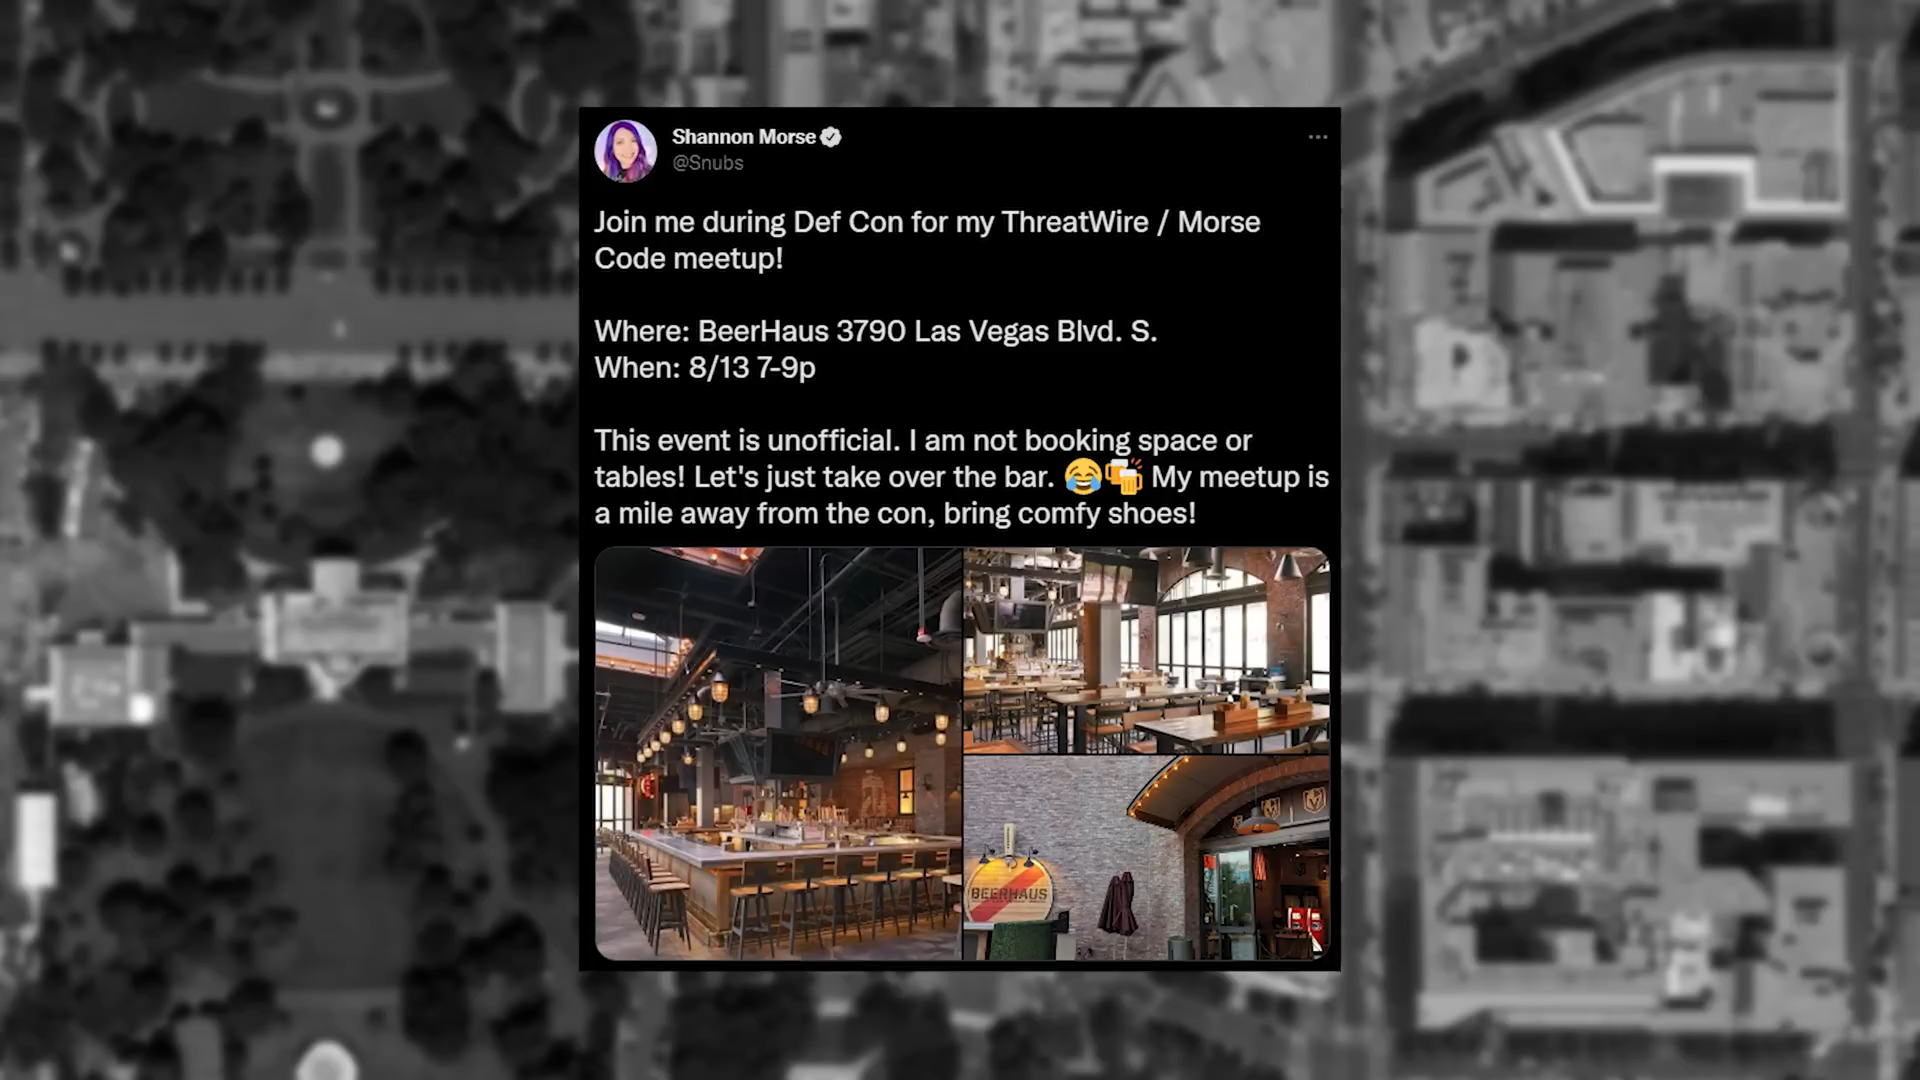 Shannon Morse
@Snubs
Join me during Def Con for my ThreatWire / Morse
Code meetup!
Where: BeerHaus 3790 Las Vegas Blvd. S.
When: 8/13 7-9p
This event is unofficial. I am not booking space or
tables! Let's just take over the bar. 😂🍻 My meetup is
a mile away from the con, bring comfy shoes!
BEERHAUS